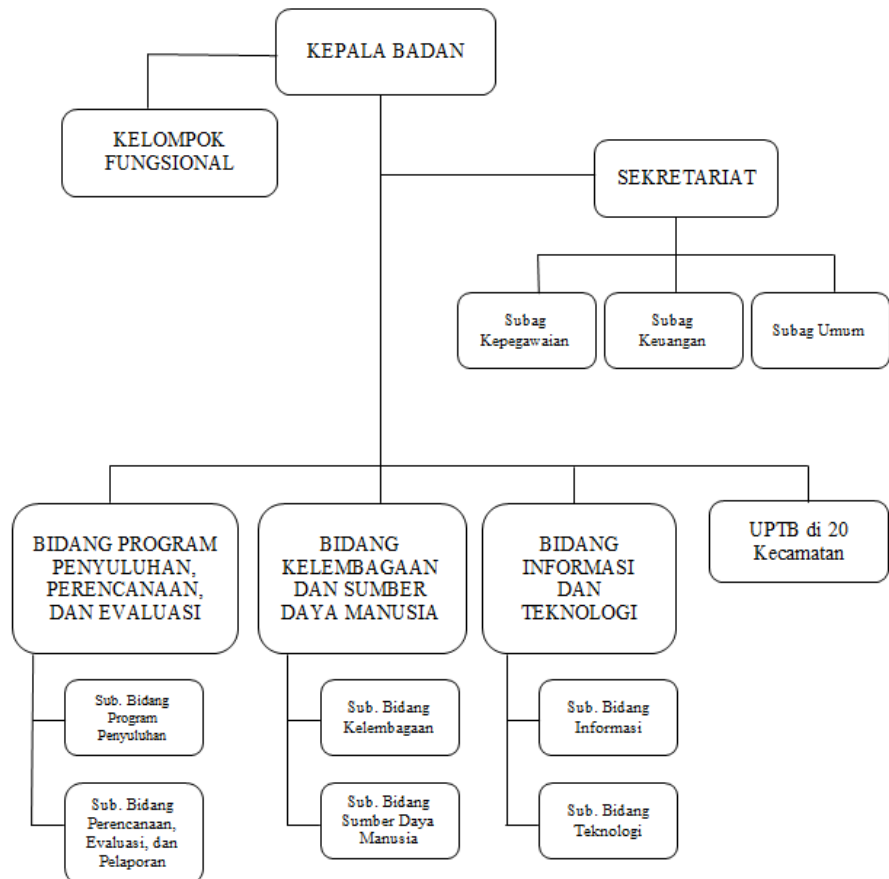 KEPALA BADAN
KELOMPOK
FUNGSIONAL
SEKRETARIAT
Subag
Kepegawaian
Subag
Keuangan
Subag Umum
BIDANG PROGRAM
PENYULUHAN,
PERENCANAAN,
DAN EVALUASI
BIDANG
KELEMBAGAAN
DAN SUMBER
DAYA MANUSIA
BIDANG
INFORMASI
DAN
TEKNOLOGI
UPTB di 20
Kecamatan
Sub. Bidang
Program
Penyuluhan
Sub. Bidang
Kelembagaan
Sub. Bidang
Informasi
Sub. Bidang
Perencanaan,
Evaluasi, dan
Pelaporan
Sub. Bidang
Sumber Daya
Manusia
Sub. Bidang
Teknologi